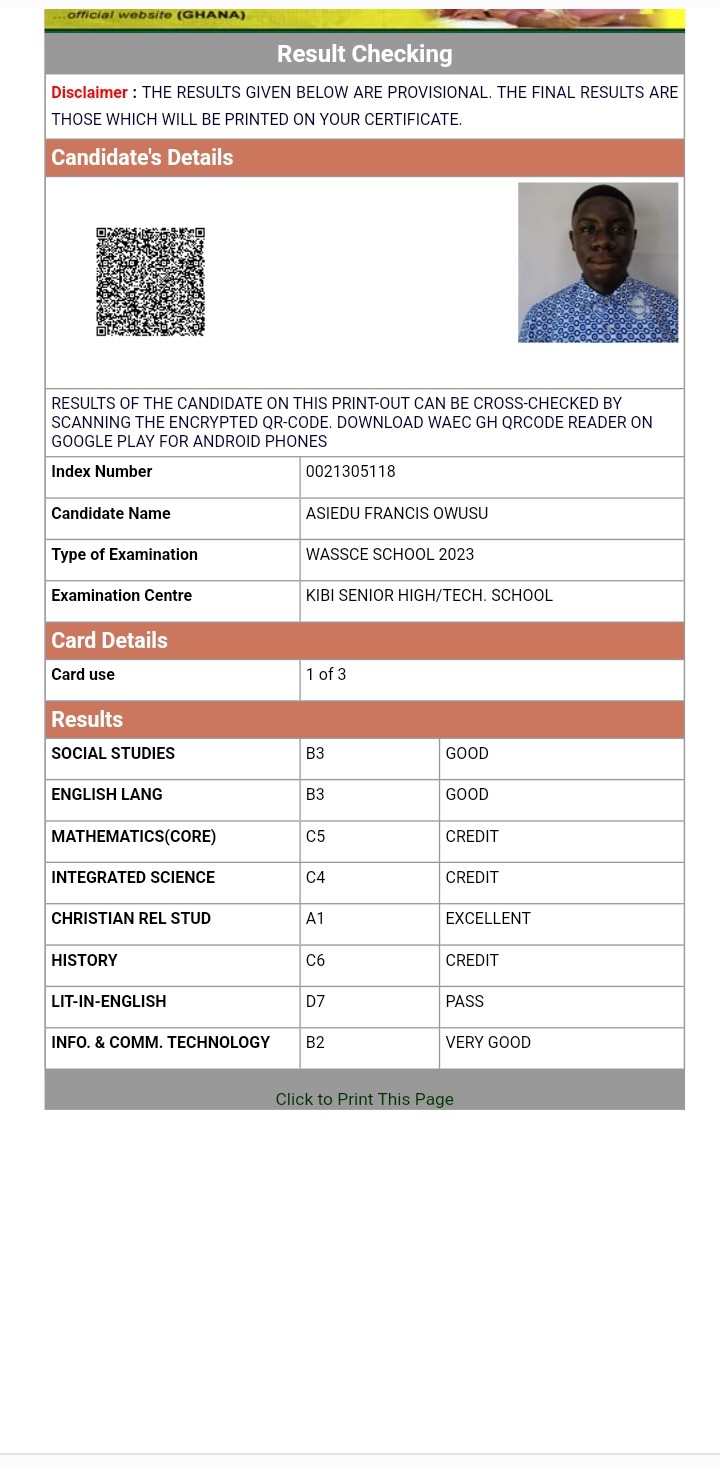 ...official website (GHANA)
Result Checking
Disclaimer : THE RESULTS GIVEN BELOW ARE PROVISIONAL. THE FINAL RESULTS ARE
THOSE WHICH WILL BE PRINTED ON YOUR CERTIFICATE.
Candidate's Details
RESULTS OF THE CANDIDATE ON THIS PRINT-OUT CAN BE CROSS-CHECKED BY
SCANNING THE ENCRYPTED QR-CODE. DOWNLOAD WAEC GH QRCODE READER ON
GOOGLE PLAY FOR ANDROID PHONES
Index Number 0021305118
Candidate Name ASIEDU FRANCIS OWUSU
Type of Examination WASSCE SCHOOL 2023
Examination Centre KIBI SENIOR HIGH/TECH. SCHOOL
Card Details
Card use 1 of 3
Results
SOCIAL STUDIES B3 GOOD
ENGLISH LANG B3 GOOD
MATHEMATICS(CORE) C5 CREDIT
INTEGRATED SCIENCE C4 CREDIT
CHRISTIAN REL STUD A1 EXCELLENT
HISTORY C6 CREDIT
LIT-IN-ENGLISH D7 PASS
INFO. & COMM. TECHNOLOGY B2 VERY GOOD
Click to Print This Page